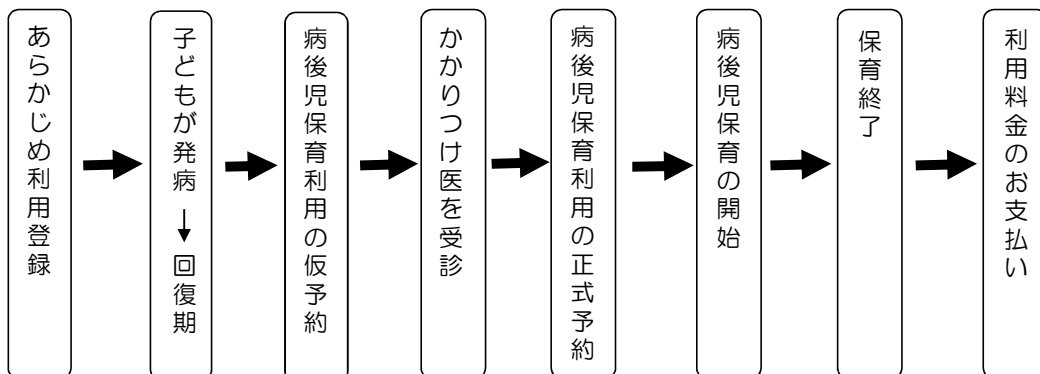 あらかじめ利用登録
子どもが発病→回復期
病後児保育利用の仮予約
かかりつけ医を受診
病後児保育利用の正式予約
病後児保育の開始
保育終了
利用料金のお支払い